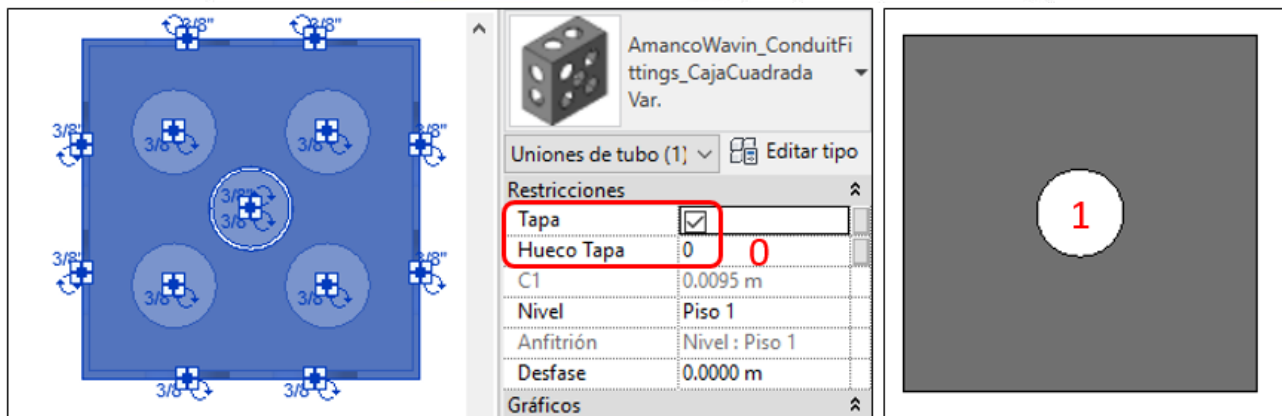 3/8"
3/8"
3/8"
3/8"
3/8"
3/8"
3/8"
3/8"
3/8"
3/8"
3/8"
3/8"
3/8"
3/8"
AmancoWavin_ConduitFi
ttings_CajaCuadrada
Var.
Uniones de tubo (1)
Editar tipo
Restricciones
Tapa
Hueco Tapa 0
0
C1 0.0095 m
Nivel Piso 1
Anfitrión Nivel : Piso 1
Desfase 0.0000 m
Gráficos
1